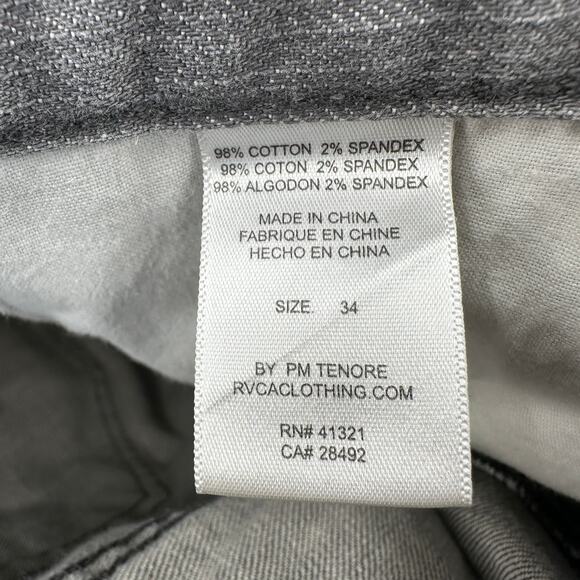 98% COTTON 2% SPANDEX
98% COTON 2% SPANDEX
98% ALGODON 2% SPANDEX
MADE IN CHINA
FABRIQUE EN CHINE
HECHO EN CHINA
SIZE. 34
BY PM TENORE
RVCACLOTHING.COM
RN# 41321
CA# 28492